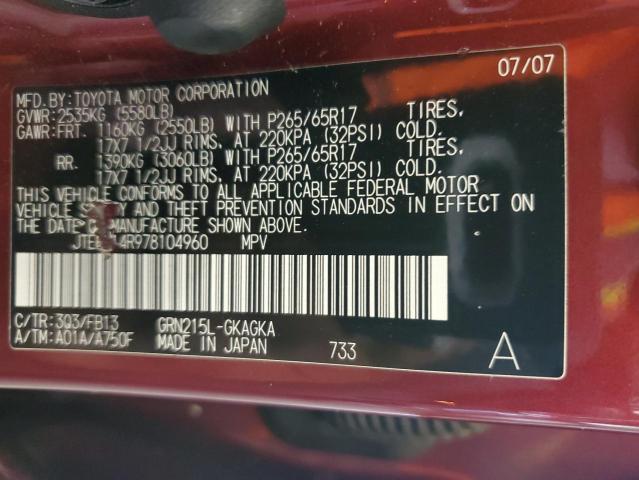 07/07
MFD.BY:TOYOTA MOTOR CORPORATION
GVWR:2535KG (5580LB)
GAWR:FRT. 1160KG (2550LB) WITH P265/65R17 TIRES,
17X7 1/2JJ RIMS, AT 220KPA (32PSI) COLD.
RR. 1390KG (3060LB) WITH P265/65R17 TIRES,
17X7 1/2JJ RIMS, AT 220KPA (32PSI) COLD.
THIS VEHICLE CONFORMS TO ALL APPLICABLE FEDERAL MOTOR
VEHICLE AND THEFT PREVENTION STANDARDS IN EFFECT ON
THE DATE MANUFACTURE SHOWN ABOVE.
4R978104960 MPV
C/TR:3Q3/FB13 GRN215L-GKAGKA
A/TM:A01A/A750F MADE IN JAPAN 733 A